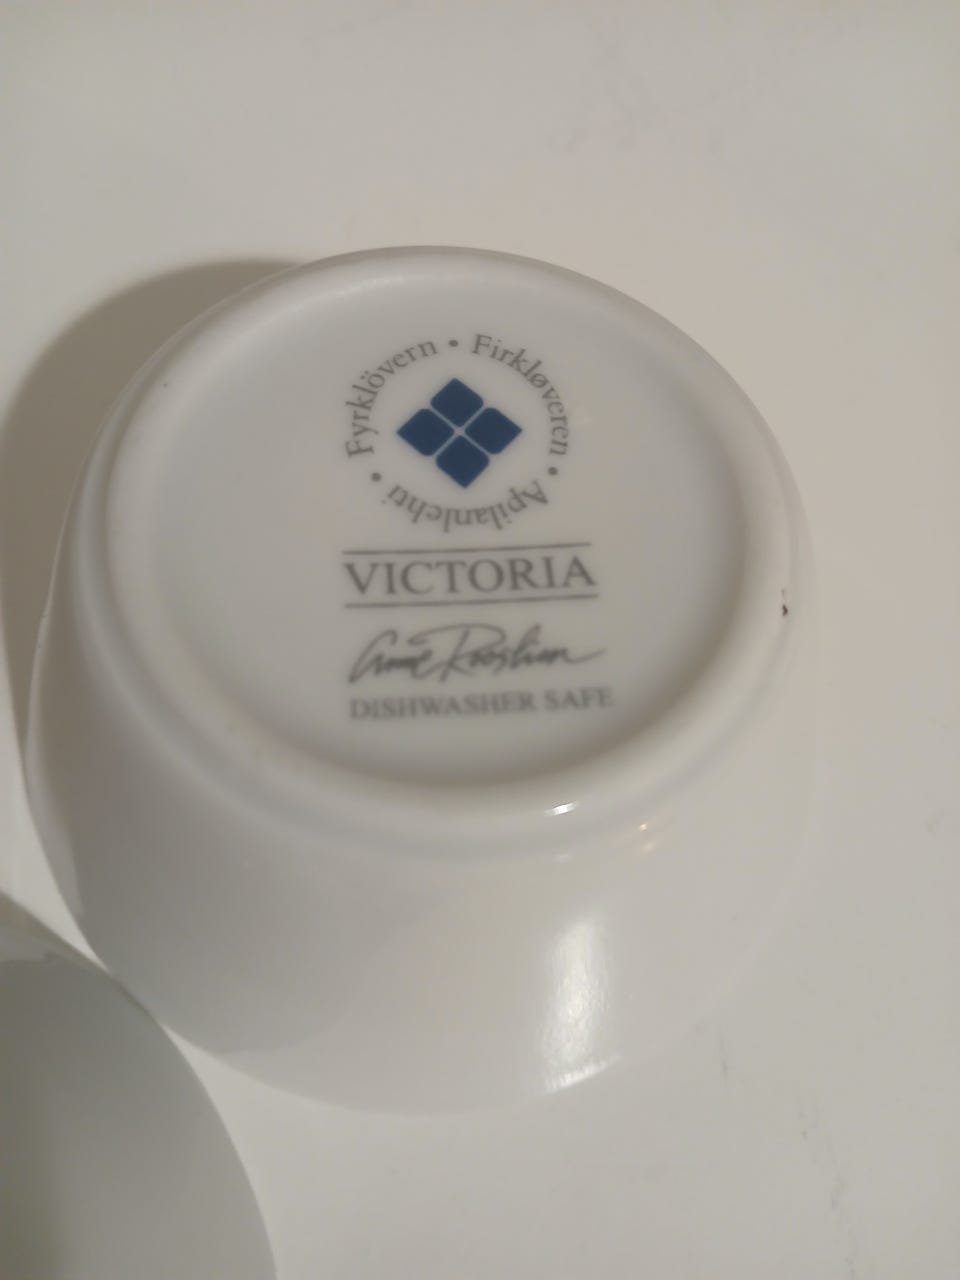 Fyrklövern • Firkløveren • Apilanlehti •
VICTORIA
DISHWASHER SAFE